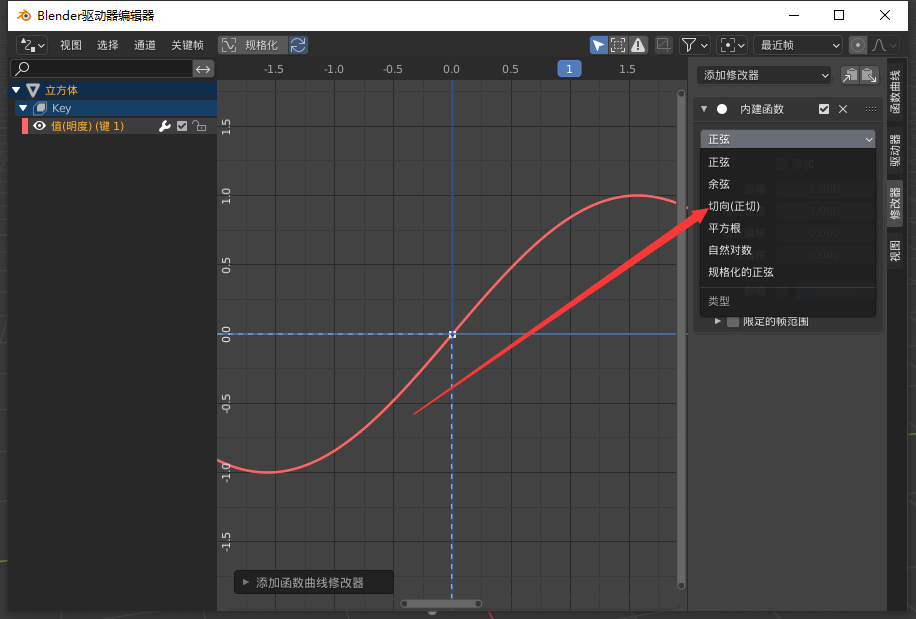 Blender驱动器编辑器
视图 选择 通道 关键帧 规格化 最近帧
-1.5 -1.0 -0.5 0.0 0.5 1 1.5
添加修改器
立方体
Key
值(明度) (键 1)
内建函数
正弦
正弦
余弦
切向(正切)
平方根
自然对数
规格化的正弦
类型
限定的帧范围
1.5
1.0
0.5
0.0
-0.5
-1.0
-1.5
添加函数曲线修改器
函数曲线
驱动器
修改器
视图